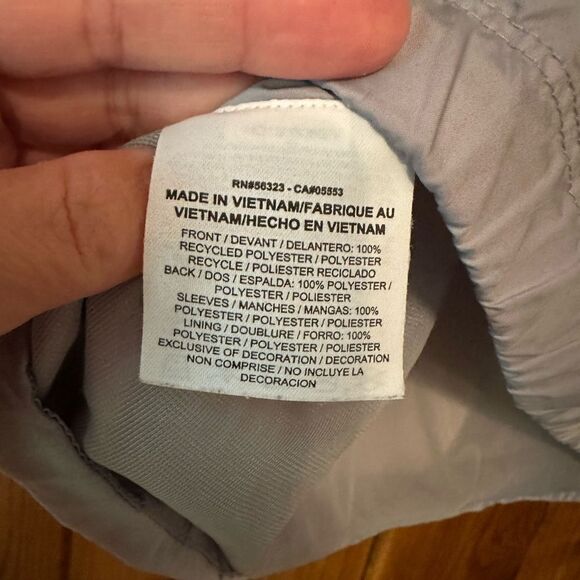 RN#56323 - CA#05553
MADE IN VIETNAM/FABRIQUE AU
VIETNAM/HECHO EN VIETNAM
FRONT / DEVANT / DELANTERO: 100%
RECYCLED POLYESTER / POLYESTER
RECYCLE / POLIESTER RECICLADO
BACK / DOS / ESPALDA: 100% POLYESTER /
POLYESTER / POLIESTER
SLEEVES / MANCHES / MANGAS: 100%
POLYESTER / POLYESTER / POLIESTER
LINING / DOUBLURE / FORRO: 100%
POLYESTER / POLYESTER / POLIESTER
EXCLUSIVE OF DECORATION / DECORATION
NON COMPRISE / NO INCLUYE LA
DECORACION